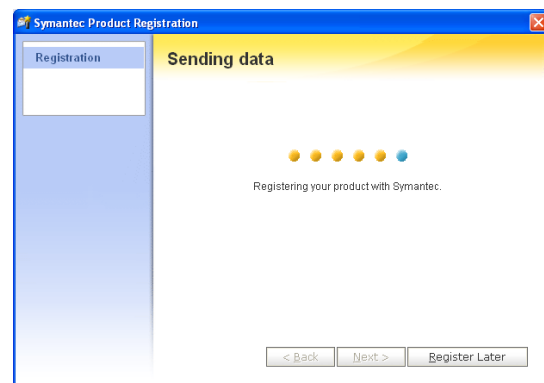 Symantec Product Registration
Registration
Sending data
Registering your product with Symantec.
< Back
Next >
Register Later